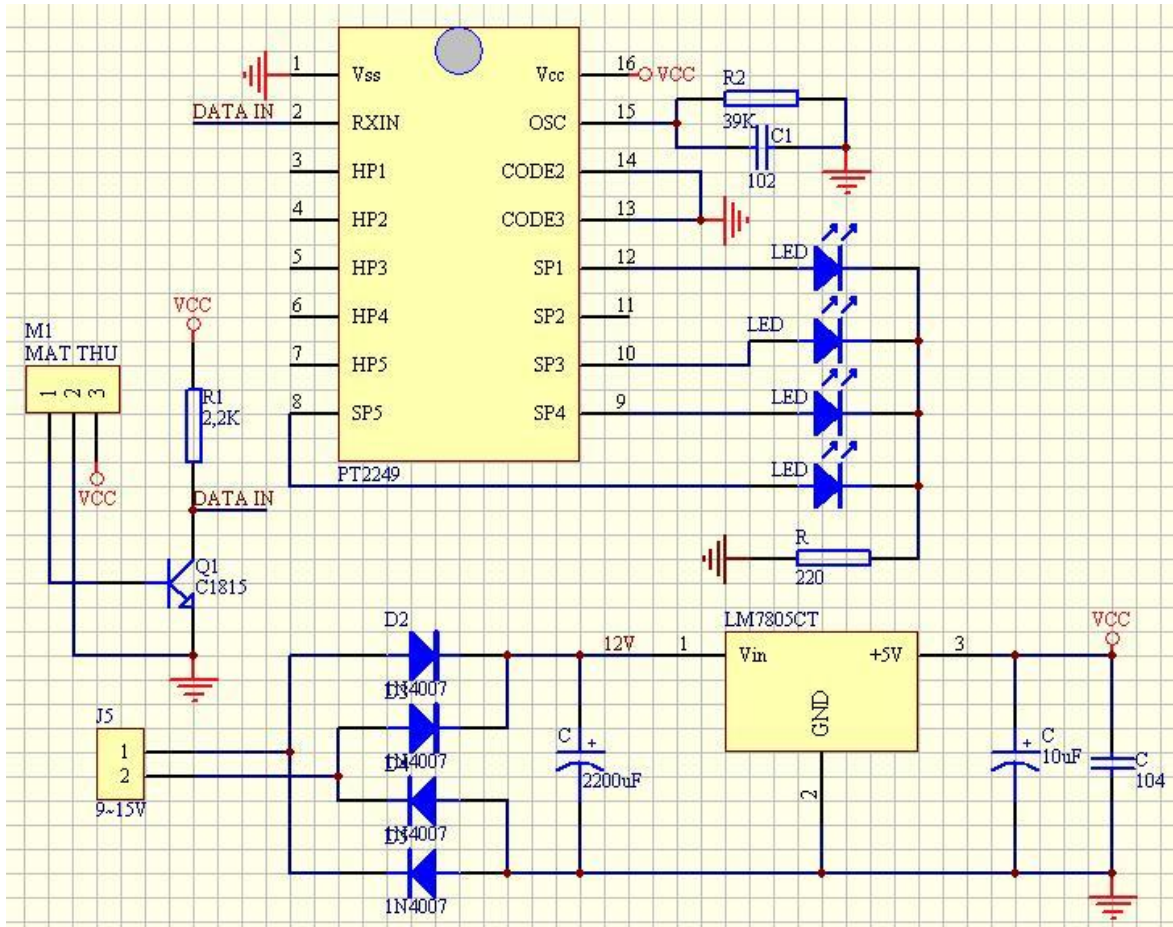 1
Vss
Vcc
16
VCC
R2
DATA IN
2
RXIN
OSC
15
39K
C1
102
3
HP1
CODE2
14
4
HP2
CODE3
13
5
HP3
SP1
12
LED
6
HP4
SP2
11
LED
7
HP5
SP3
10
8
SP5
SP4
9
LED
PT2249
LED
VCC
M1
MAT THU
1
2
3
R1
2,2K
VCC
DATA IN
Q1
C1815
R
220
D2
1N4007
D3
1N4007
D4
1N4007
D5
1N4007
12V
1
LM7805CT
Vin
+5V
GND
3
2
VCC
J5
1
2
9~15V
C
+
2200uF
+
C
10uF
C
104